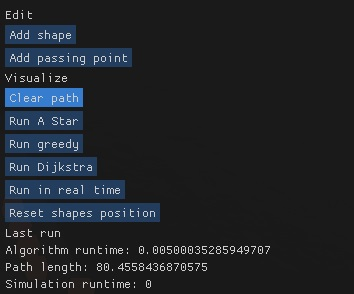 Edit
Add shape
Add passing point
Visualize
Clear path
Run A Star
Run greedy
Run Dijkstra
Run in real time
Reset shapes position
Last run
Algorithm runtime: 0.00500035285949707
Path length: 80.4558436870575
Simulation runtime: 0